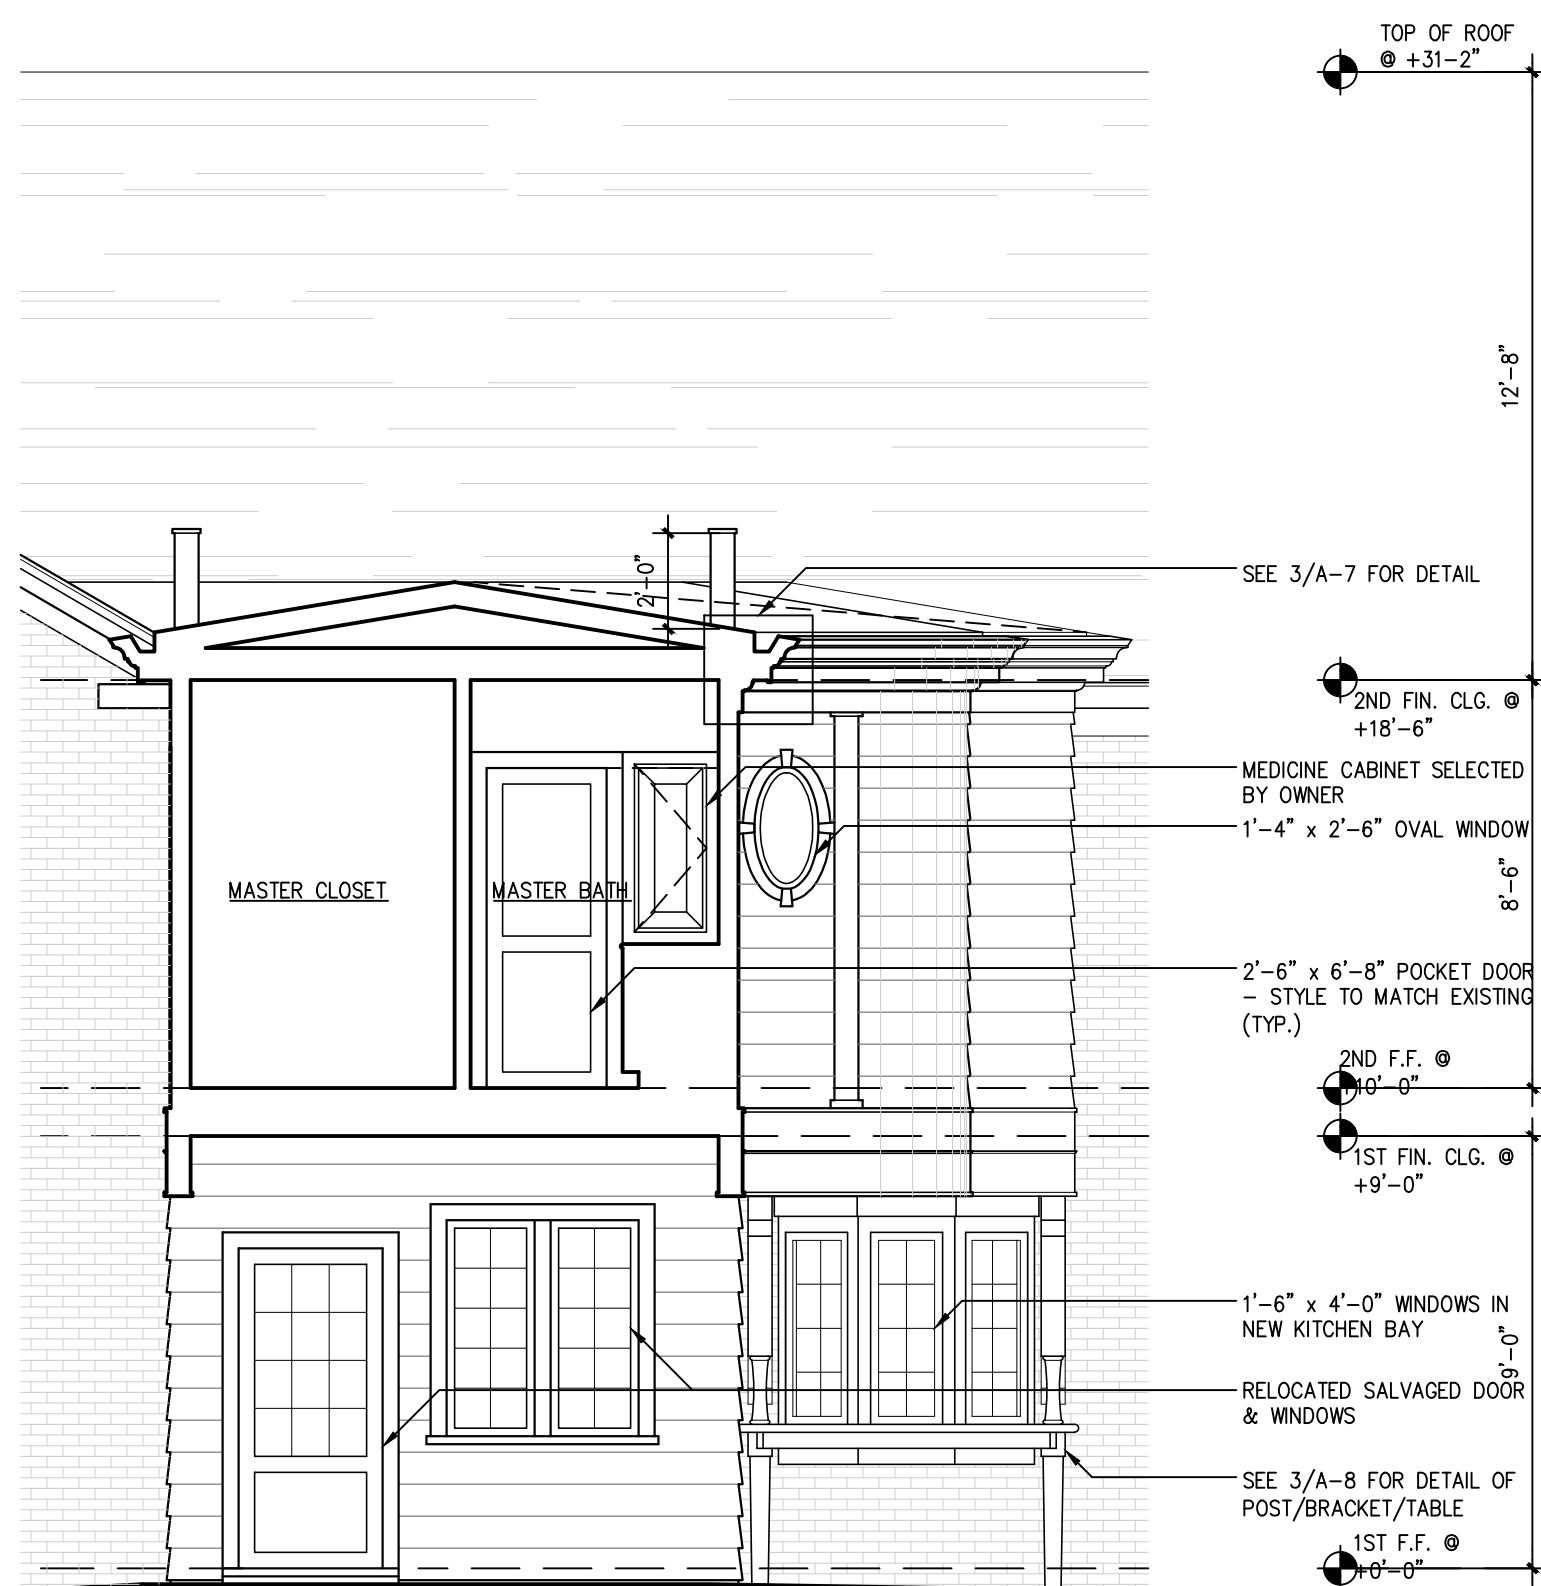 TOP OF ROOF
@ +31-2"
12'-8"
2'-0"
SEE 3/A-7 FOR DETAIL
2ND FIN. CLG. @
+18'-6"
MEDICINE CABINET SELECTED
BY OWNER
1'-4" x 2'-6" OVAL WINDOW
8'-6"
MASTER CLOSET
MASTER BATH
2'-6" x 6'-8" POCKET DOOR
- STYLE TO MATCH EXISTING
(TYP.)
2ND F.F. @
+10'-0"
1ST FIN. CLG. @
+9'-0"
1'-6" x 4'-0" WINDOWS IN
NEW KITCHEN BAY
9'-0"
RELOCATED SALVAGED DOOR
& WINDOWS
SEE 3/A-8 FOR DETAIL OF
POST/BRACKET/TABLE
1ST F.F. @
+0'-0"